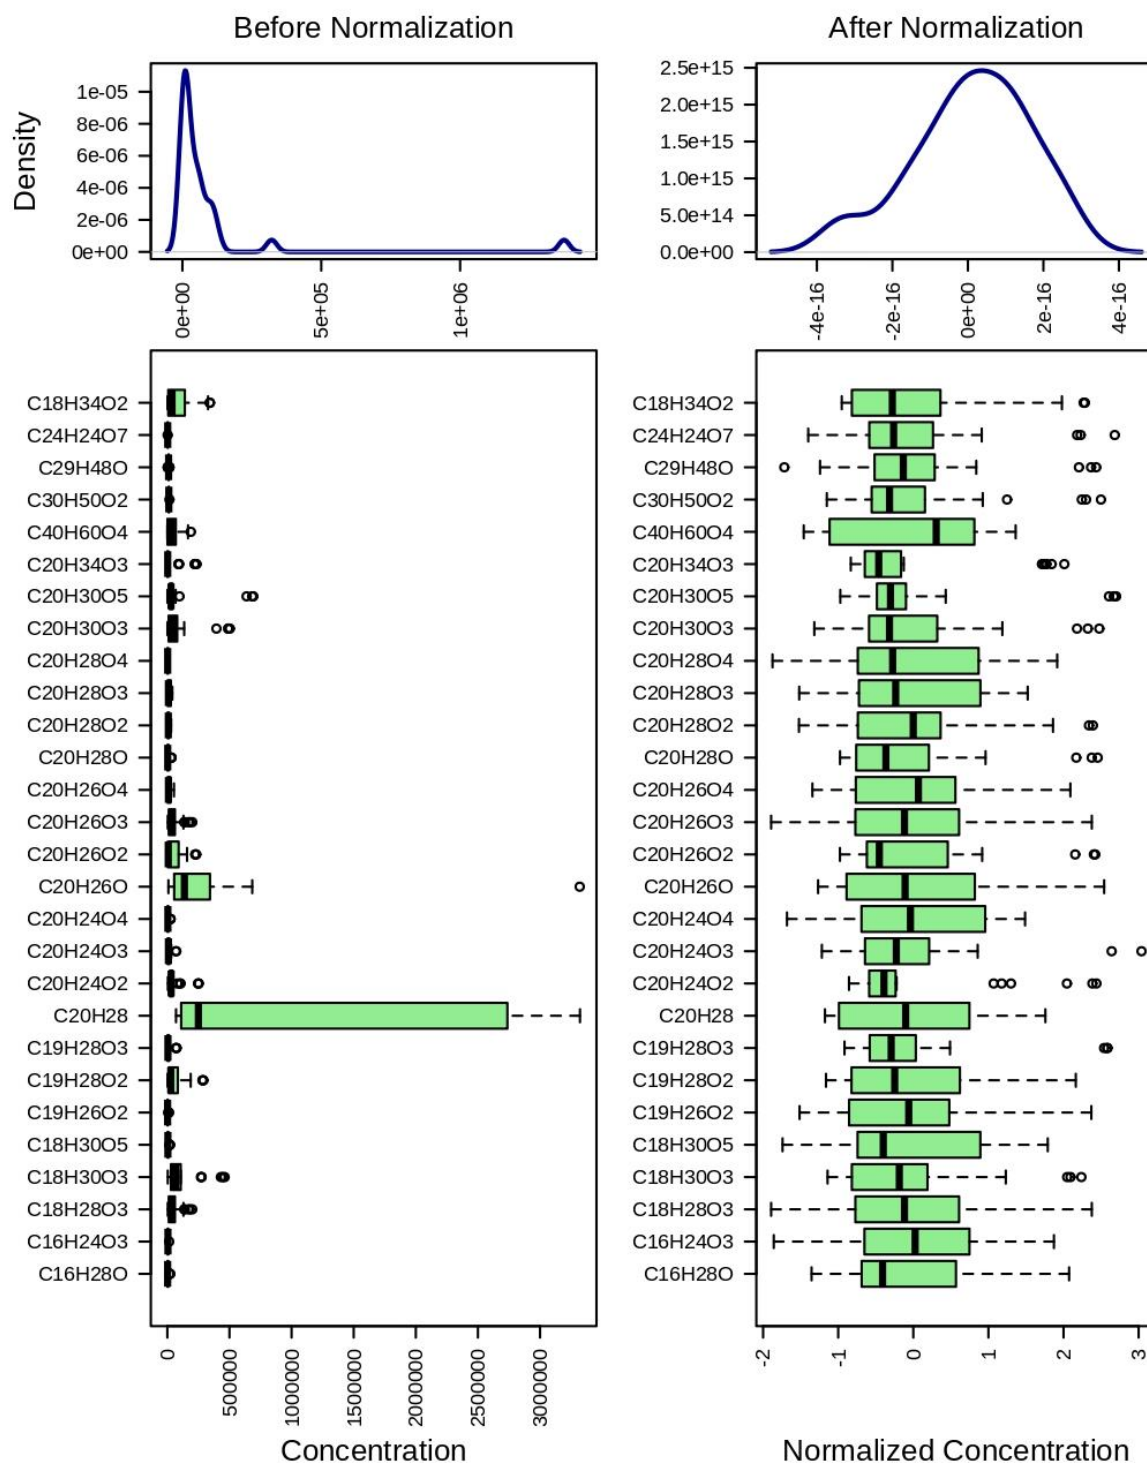 Before Normalization
After Normalization
Density
1e-05
8e-06
6e-06
4e-06
2e-06
0e+00
0e+00
5e+05
1e+06
2.5e+15
2.0e+15
1.5e+15
1.0e+15
5.0e+14
0.0e+00
-4e-16
-2e-16
0e+00
2e-16
4e-16
C18H34O2
C24H24O7
C29H48O
C30H50O2
C40H60O4
C20H34O3
C20H30O5
C20H30O3
C20H28O4
C20H28O3
C20H28O2
C20H28O
C20H26O4
C20H26O3
C20H26O2
C20H26O
C20H24O4
C20H24O3
C20H24O2
C20H28
C19H28O3
C19H28O2
C19H26O2
C18H30O5
C18H30O3
C18H28O3
C16H24O3
C16H28O
0
500000
1000000
1500000
2000000
2500000
3000000
Concentration
C18H34O2
C24H24O7
C29H48O
C30H50O2
C40H60O4
C20H34O3
C20H30O5
C20H30O3
C20H28O4
C20H28O3
C20H28O2
C20H28O
C20H26O4
C20H26O3
C20H26O2
C20H26O
C20H24O4
C20H24O3
C20H24O2
C20H28
C19H28O3
C19H28O2
C19H26O2
C18H30O5
C18H30O3
C18H28O3
C16H24O3
C16H28O
-2
-1
0
1
2
3
Normalized Concentration